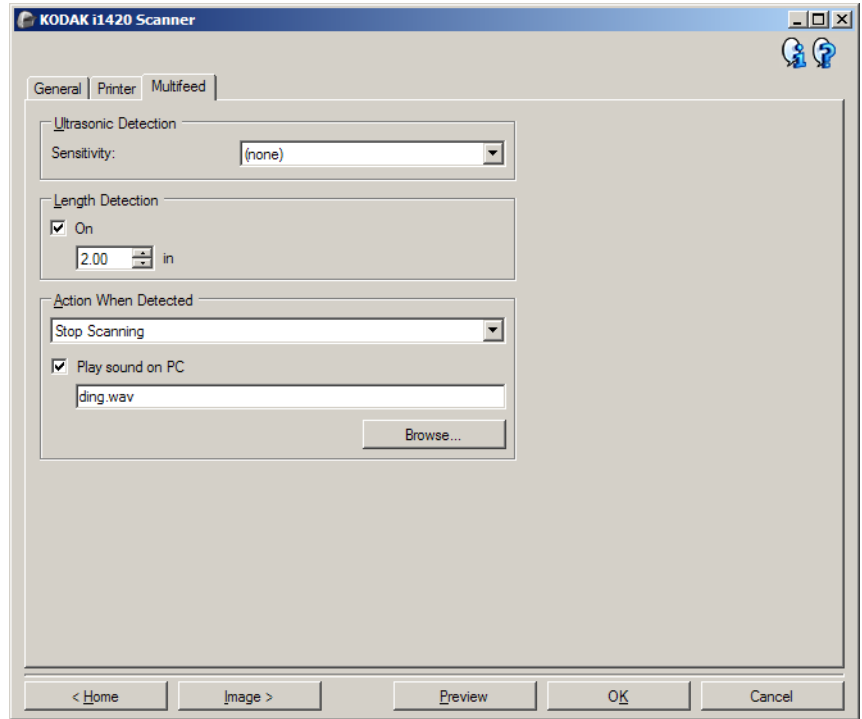 KODAK i1420 Scanner
General Printer Multifeed
Ultrasonic Detection
Sensitivity: (none)
Length Detection
On
2.00 in
Action When Detected
Stop Scanning
Play sound on PC
ding.wav
Browse...
< Home Image > Preview OK Cancel